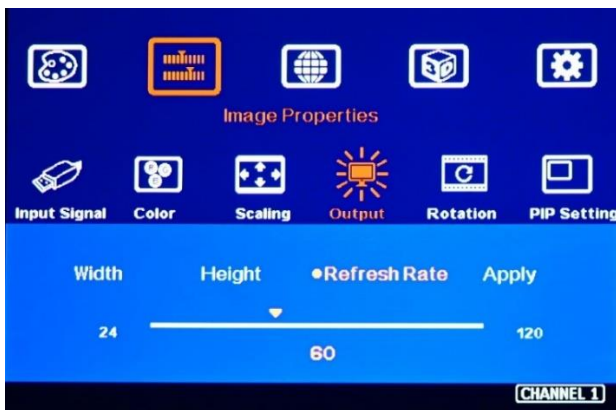 3D
Image Properties
Input Signal Color Scaling Output Rotation PIP Setting
Width Height Refresh Rate Apply
24 120
60
CHANNEL 1